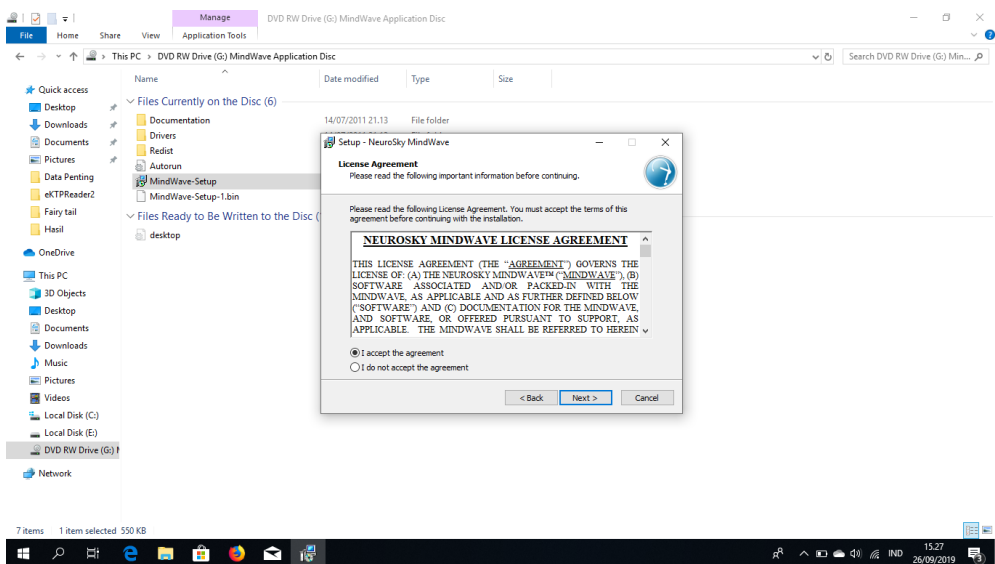 Manage
DVD RW Drive (G:) MindWave Application Disc
File
Home
Share
View
Application Tools
This PC > DVD RW Drive (G:) MindWave Application Disc
Search DVD RW Drive (G:) Min...
Name
Date modified
Type
Size
Quick access
Desktop
Downloads
Documents
Pictures
Data Penting
eKTPReader2
Fairy tail
Hasil
OneDrive
This PC
3D Objects
Desktop
Documents
Downloads
Music
Pictures
Videos
Local Disk (C:)
Local Disk (E:)
DVD RW Drive (G:)
Network
Files Currently on the Disc (6)
Documentation
14/07/2011 21.13
File folder
Drivers
Redist
Autorun
MindWave-Setup
MindWave-Setup-1.bin
Files Ready to Be Written to the Disc (
desktop
Setup - NeuroSky MindWave
License Agreement
Please read the following important information before continuing.
Please read the following License Agreement. You must accept the terms of this
agreement before continuing with the installation.
NEUROSKY MINDWAVE LICENSE AGREEMENT
THIS LICENSE AGREEMENT (THE “AGREEMENT”) GOVERNS THE
LICENSE OF: (A) THE NEUROSKY MINDWAVE™ (“MINDWAVE”), (B)
SOFTWARE ASSOCIATED AND/OR PACKED-IN WITH THE
MINDWAVE, AS APPLICABLE AND AS FURTHER DEFINED BELOW
(“SOFTWARE”) AND (C) DOCUMENTATION FOR THE MINDWAVE,
AND SOFTWARE, OR OFFERED PURSUANT TO SUPPORT, AS
APPLICABLE. THE MINDWAVE SHALL BE REFERRED TO HEREIN
I accept the agreement
I do not accept the agreement
< Back
Next >
Cancel
7 items
1 item selected 550 KB
IND
15.27
26/09/2019
3